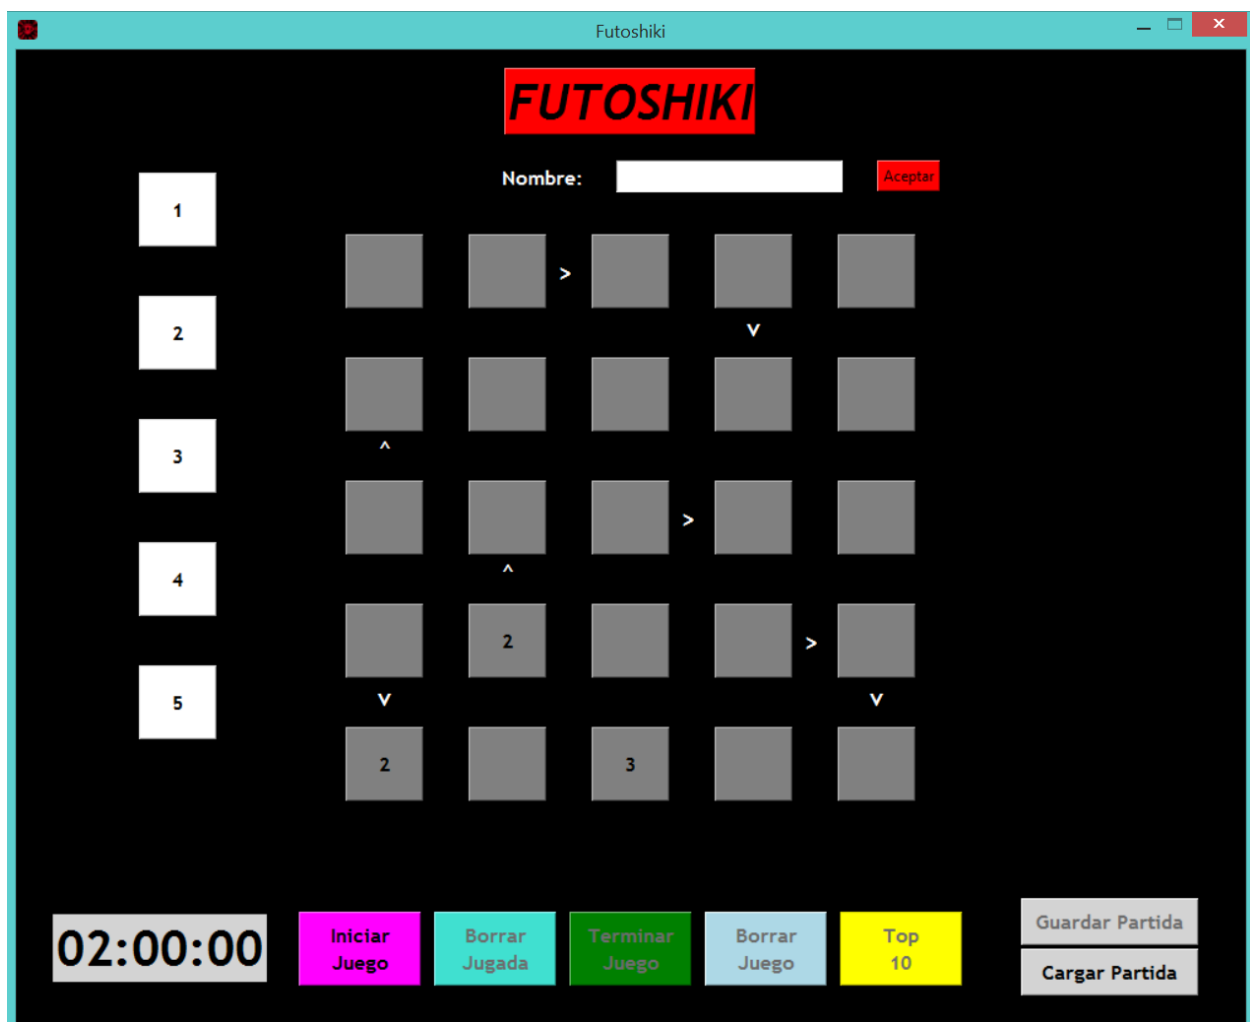 Futoshiki
FUTOSHIKI
Nombre:
Aceptar
1
>
v
2
^
3
>
^
4
2
>
v
v
5
2
3
02:00:00
Iniciar
Juego
Borrar
Jugada
Terminar
Juego
Borrar
Juego
Top
10
Guardar Partida
Cargar Partida